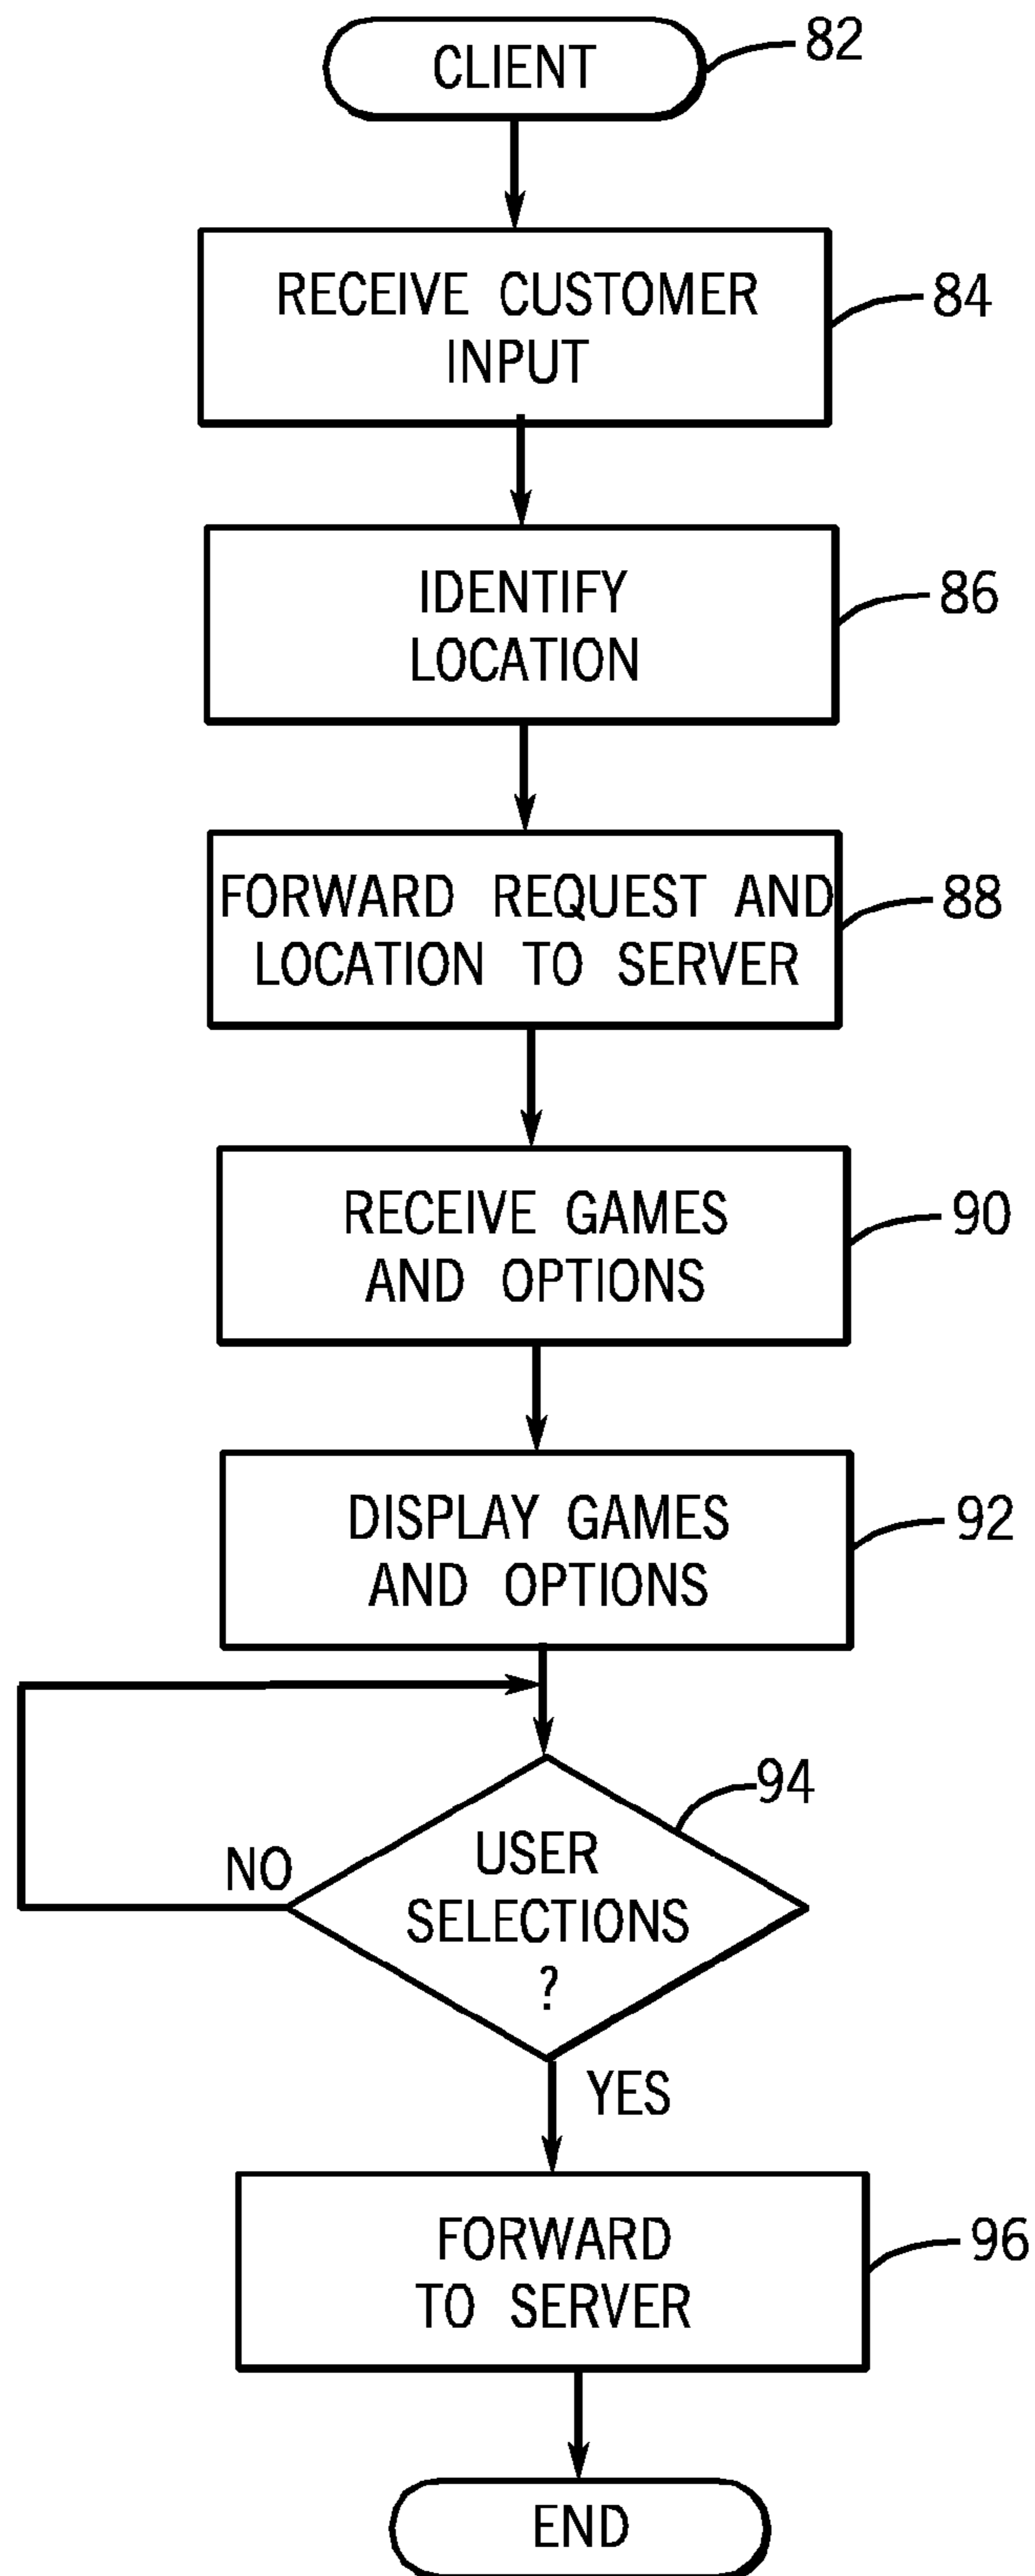 CLIENT
82
RECEIVE CUSTOMER
INPUT
84
IDENTIFY
LOCATION
86
FORWARD REQUEST AND
LOCATION TO SERVER
88
RECEIVE GAMES
AND OPTIONS
90
DISPLAY GAMES
AND OPTIONS
92
94
USER
SELECTIONS
?
NO
YES
FORWARD
TO SERVER
96
END